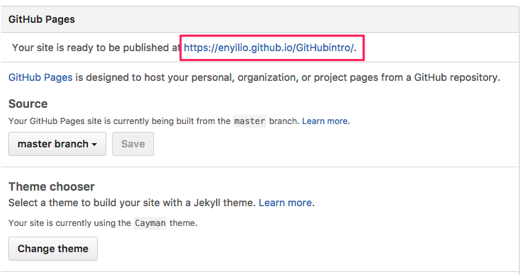 GitHub Pages
Your site is ready to be published at https://enyilio.github.io/GitHubintro/.
GitHub Pages is designed to host your personal, organization, or project pages from a GitHub repository.
Source
Your GitHub Pages site is currently being built from the master branch. Learn more.
master branch Save
Theme chooser
Select a theme to build your site with a Jekyll theme. Learn more.
Your site is currently using the Cayman theme.
Change theme